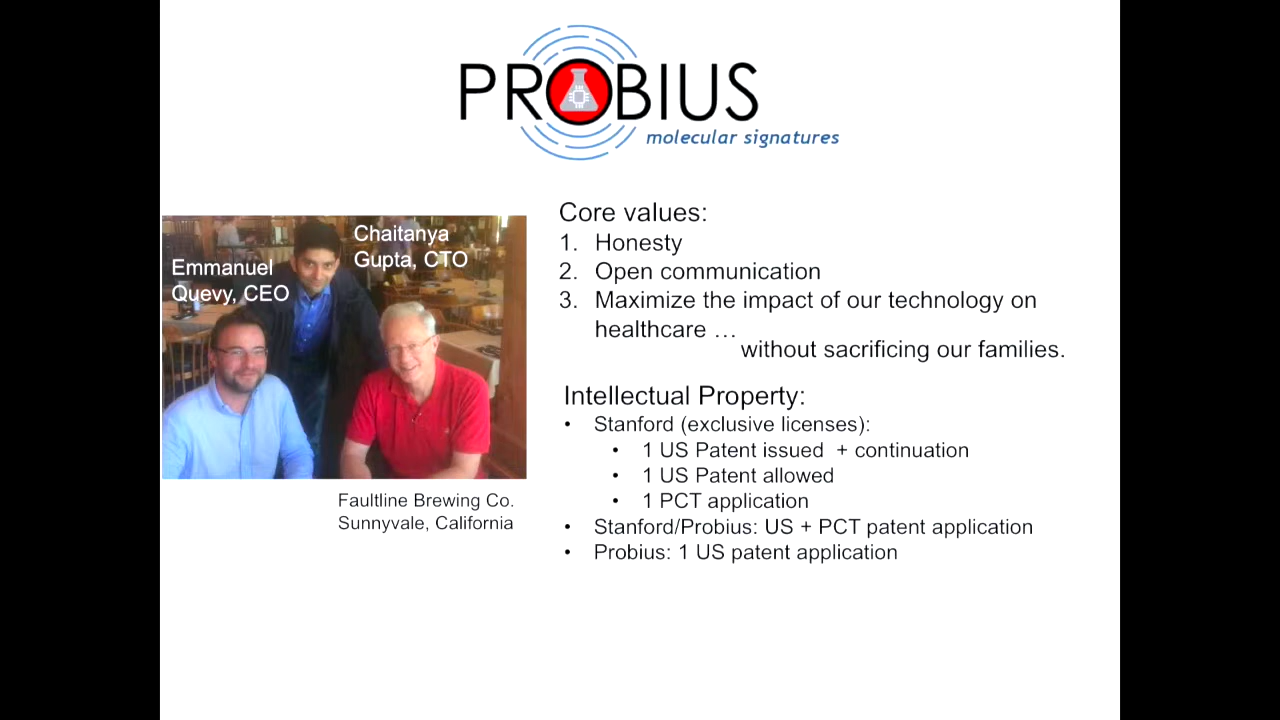 PROBIUS
molecular signatures
Emmanuel
Quevy, CEO
Chaitanya
Gupta, CTO
Faultline Brewing Co.
Sunnyvale, California
Core values:
1. Honesty
2. Open communication
3. Maximize the impact of our technology on
healthcare …
without sacrificing our families.
Intellectual Property:
• Stanford (exclusive licenses):
• 1 US Patent issued + continuation
• 1 US Patent allowed
• 1 PCT application
• Stanford/Probius: US + PCT patent application
• Probius: 1 US patent application